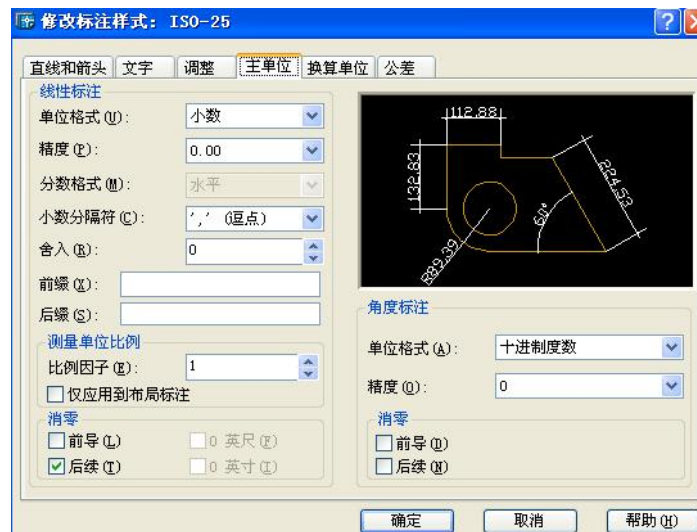 修改标注样式: ISO-25
直线和箭头 文字 调整 主单位 换算单位 公差
线性标注
单位格式(U): 小数
精度(P): 0.00
分数格式(M): 水平
小数分隔符(C): ',' (逗点)
舍入(R): 0
前缀(X):
后缀(S):
测量单位比例
比例因子(E): 1
仅应用到布局标注
消零
前导(L) 0 英尺(F)
后续(T) 0 英寸(I)
112.88
132.83
224.53
60°
R89.39
角度标注
单位格式(A): 十进制度数
精度(O): 0
消零
前导(D)
后续(N)
确定 取消 帮助(H)